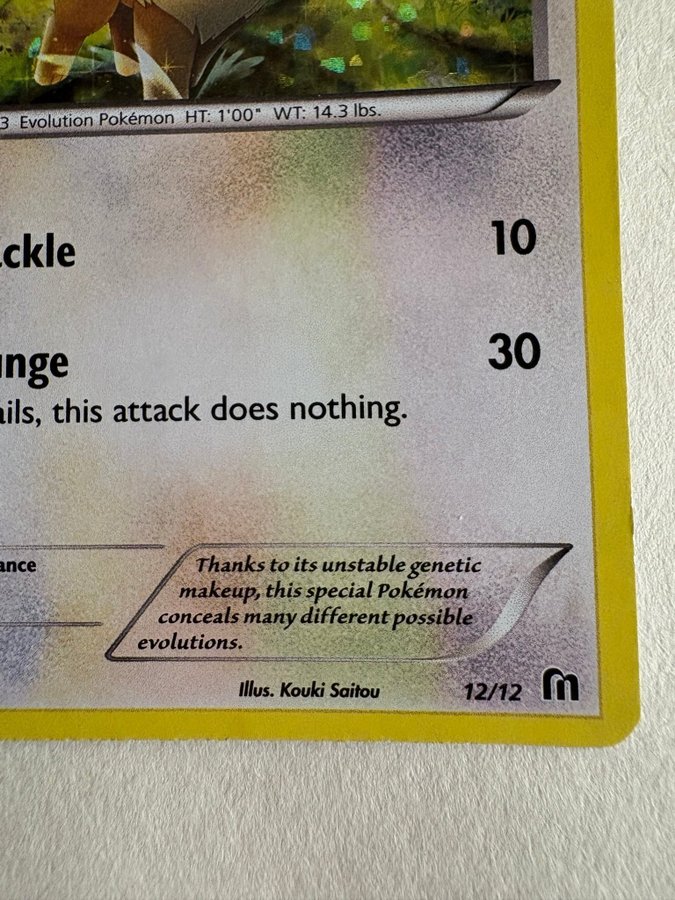 3 Evolution Pokémon HT: 1'00" WT: 14.3 lbs.
ckle 10
nge 30
ils, this attack does nothing.
ance
Thanks to its unstable genetic
makeup, this special Pokémon
conceals many different possible
evolutions.
Illus. Kouki Saitou 12/12 m